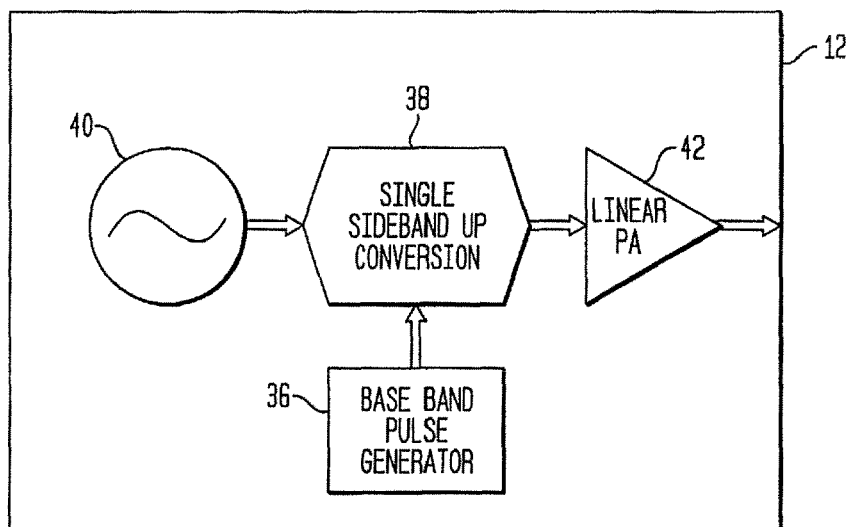 12
38
40
42
SINGLE
SIDEBAND UP
CONVERSION
LINEAR
PA
36
BASE BAND
PULSE
GENERATOR